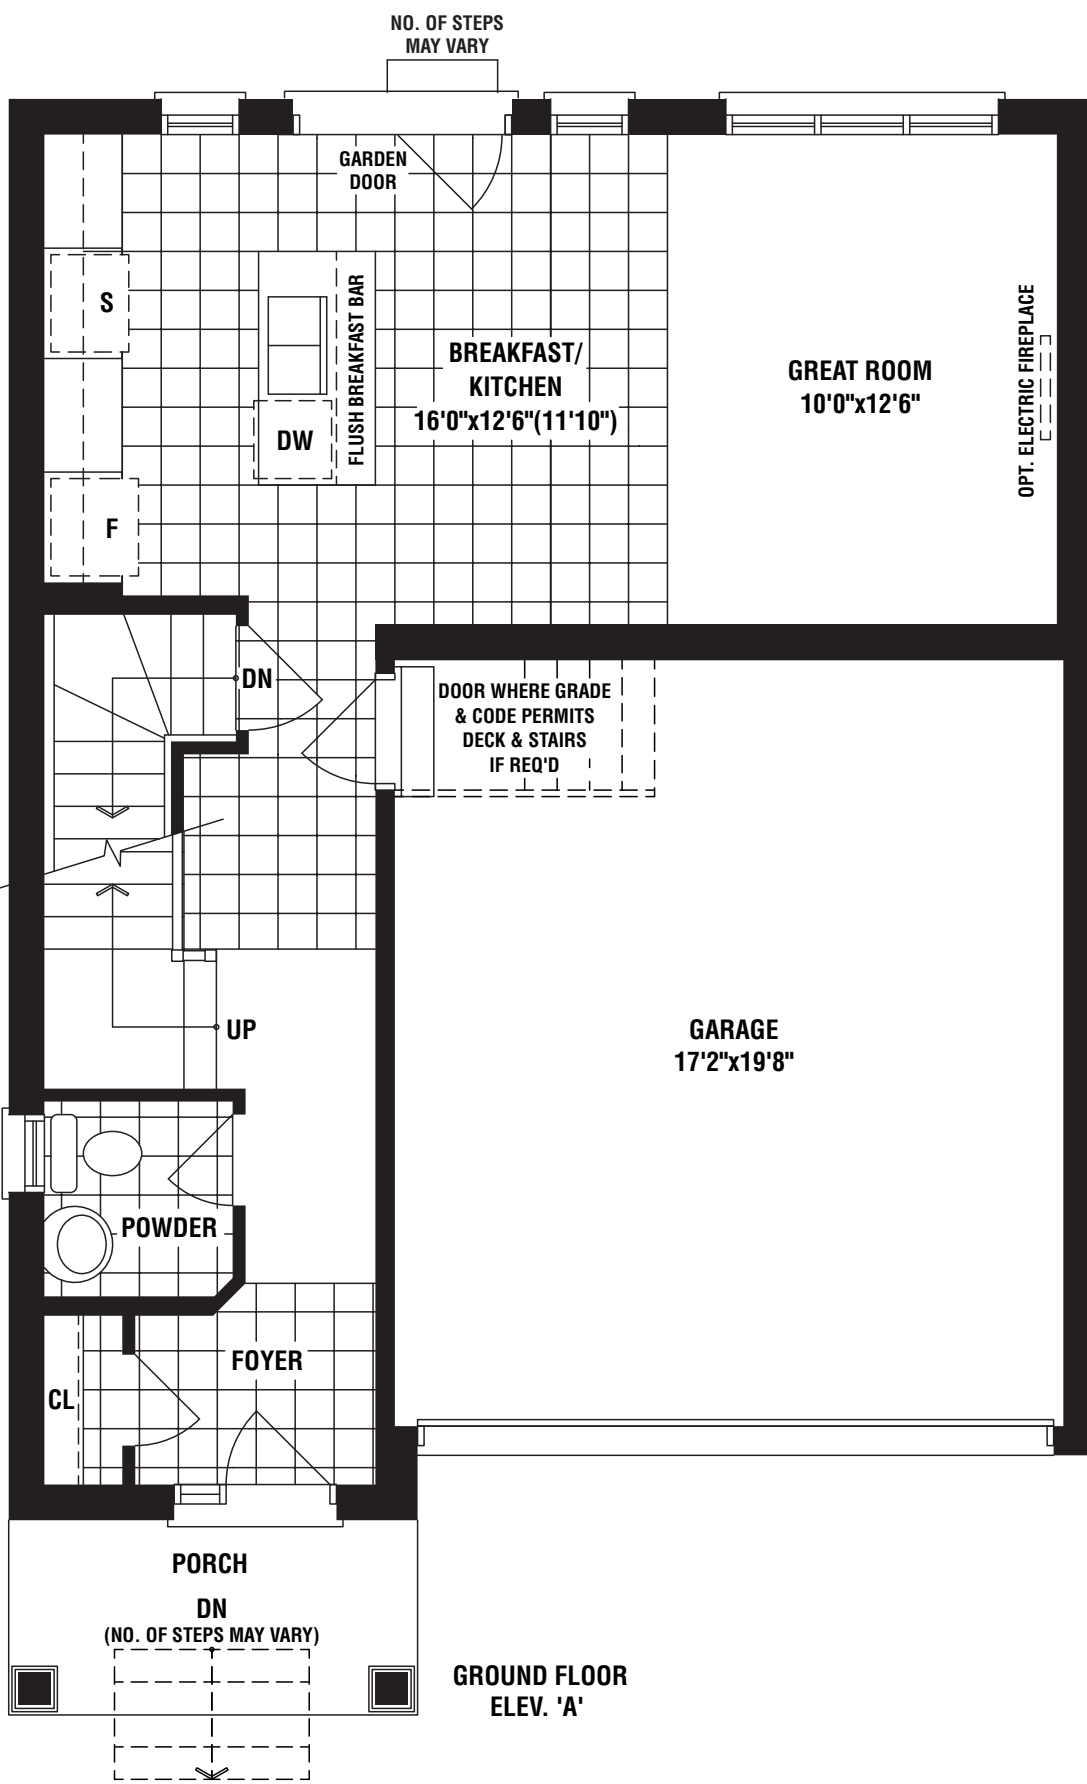 NO. OF STEPS
MAY VARY
GARDEN
DOOR
S
FLUSH BREAKFAST BAR
BREAKFAST/
KITCHEN
16'0"x12'6"(11'10")
GREAT ROOM
10'0"x12'6"
OPT. ELECTRIC FIREPLACE
DW
F
DN
DOOR WHERE GRADE
& CODE PERMITS
DECK & STAIRS
IF REQ'D
UP
GARAGE
17'2"x19'8"
POWDER
FOYER
CL
PORCH
DN
(NO. OF STEPS MAY VARY)
GROUND FLOOR
ELEV. 'A'